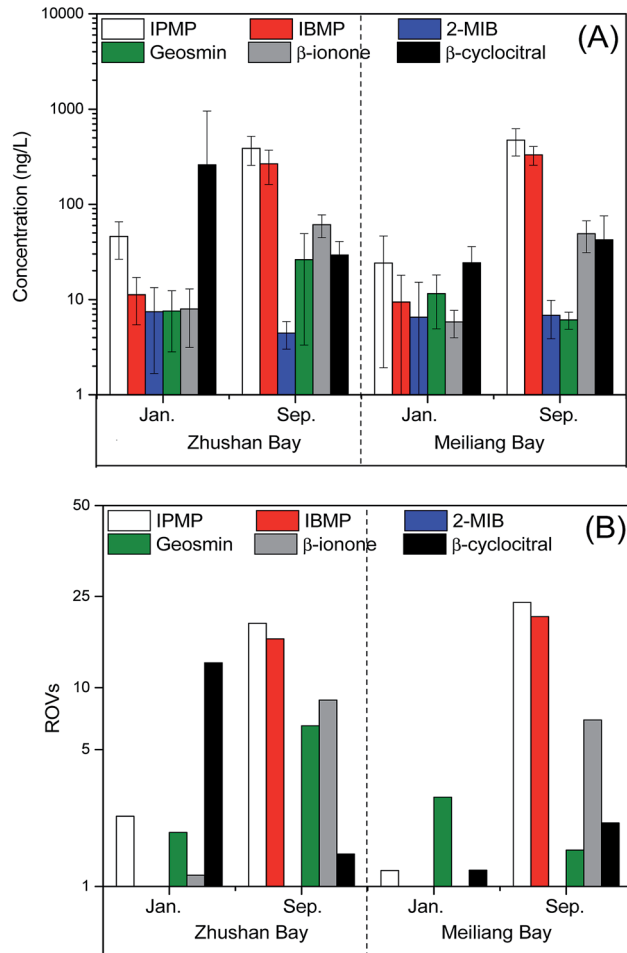 10000
1000
100
10
1
Concentration (ng/L)
IPMP IBMP 2-MIB
Geosmin β-ionone β-cyclocitral
(A)
Jan. Sep. Jan. Sep.
Zhushan Bay Meiliang Bay
50
25
10
5
1
ROVs
IPMP IBMP 2-MIB
Geosmin β-ionone β-cyclocitral
(B)
Jan. Sep. Jan. Sep.
Zhushan Bay Meiliang Bay